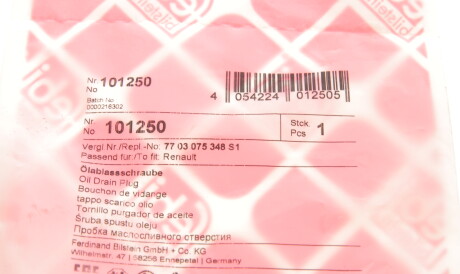 febi
bilstein
Nr 101250
No
Batch No
0000216302
4 054224 012505
Nr. 101250
No
Stck. 1
Pcs
Vergl Nr /Repl -No: 77 03 075 348 S1
Passend für /To fit: Renault
Ölablassschraube
Oil Drain Plug
Bouchon de vidange
tappo scarico olio
Tornillo purgador de aceite
Śruba spustu oleju
Пробка маслосливного отверстия
Ferdinand Bilstein GmbH + Co. KG
Wilhelmstr. 47 | 58256 Ennepetal | Germany
EAC